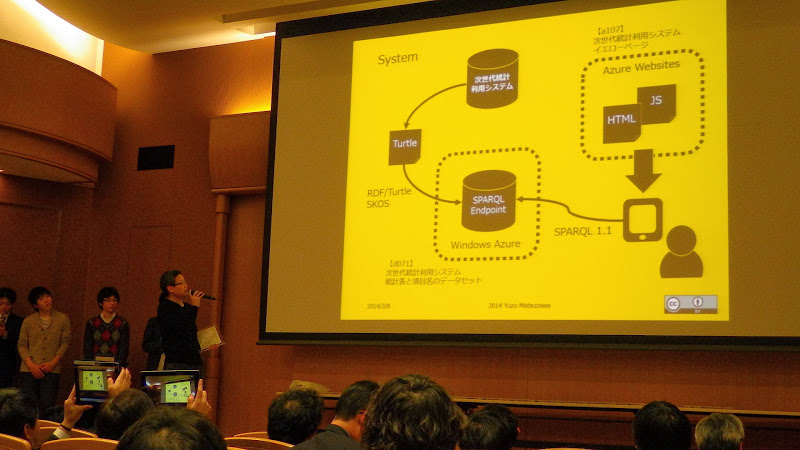 System
【a107】
次世代統計利用システム
イエローページ
Azure Websites
JS
HTML
次世代統計
利用システム
Turtle
RDF/Turtle
SKOS
SPARQL
Endpoint
Windows Azure
SPARQL 1.1
【d071】
次世代統計利用システム
統計表と項目名のデータセット
2014/3/8
2014 Yuzo Matsuzawa
cc
BY